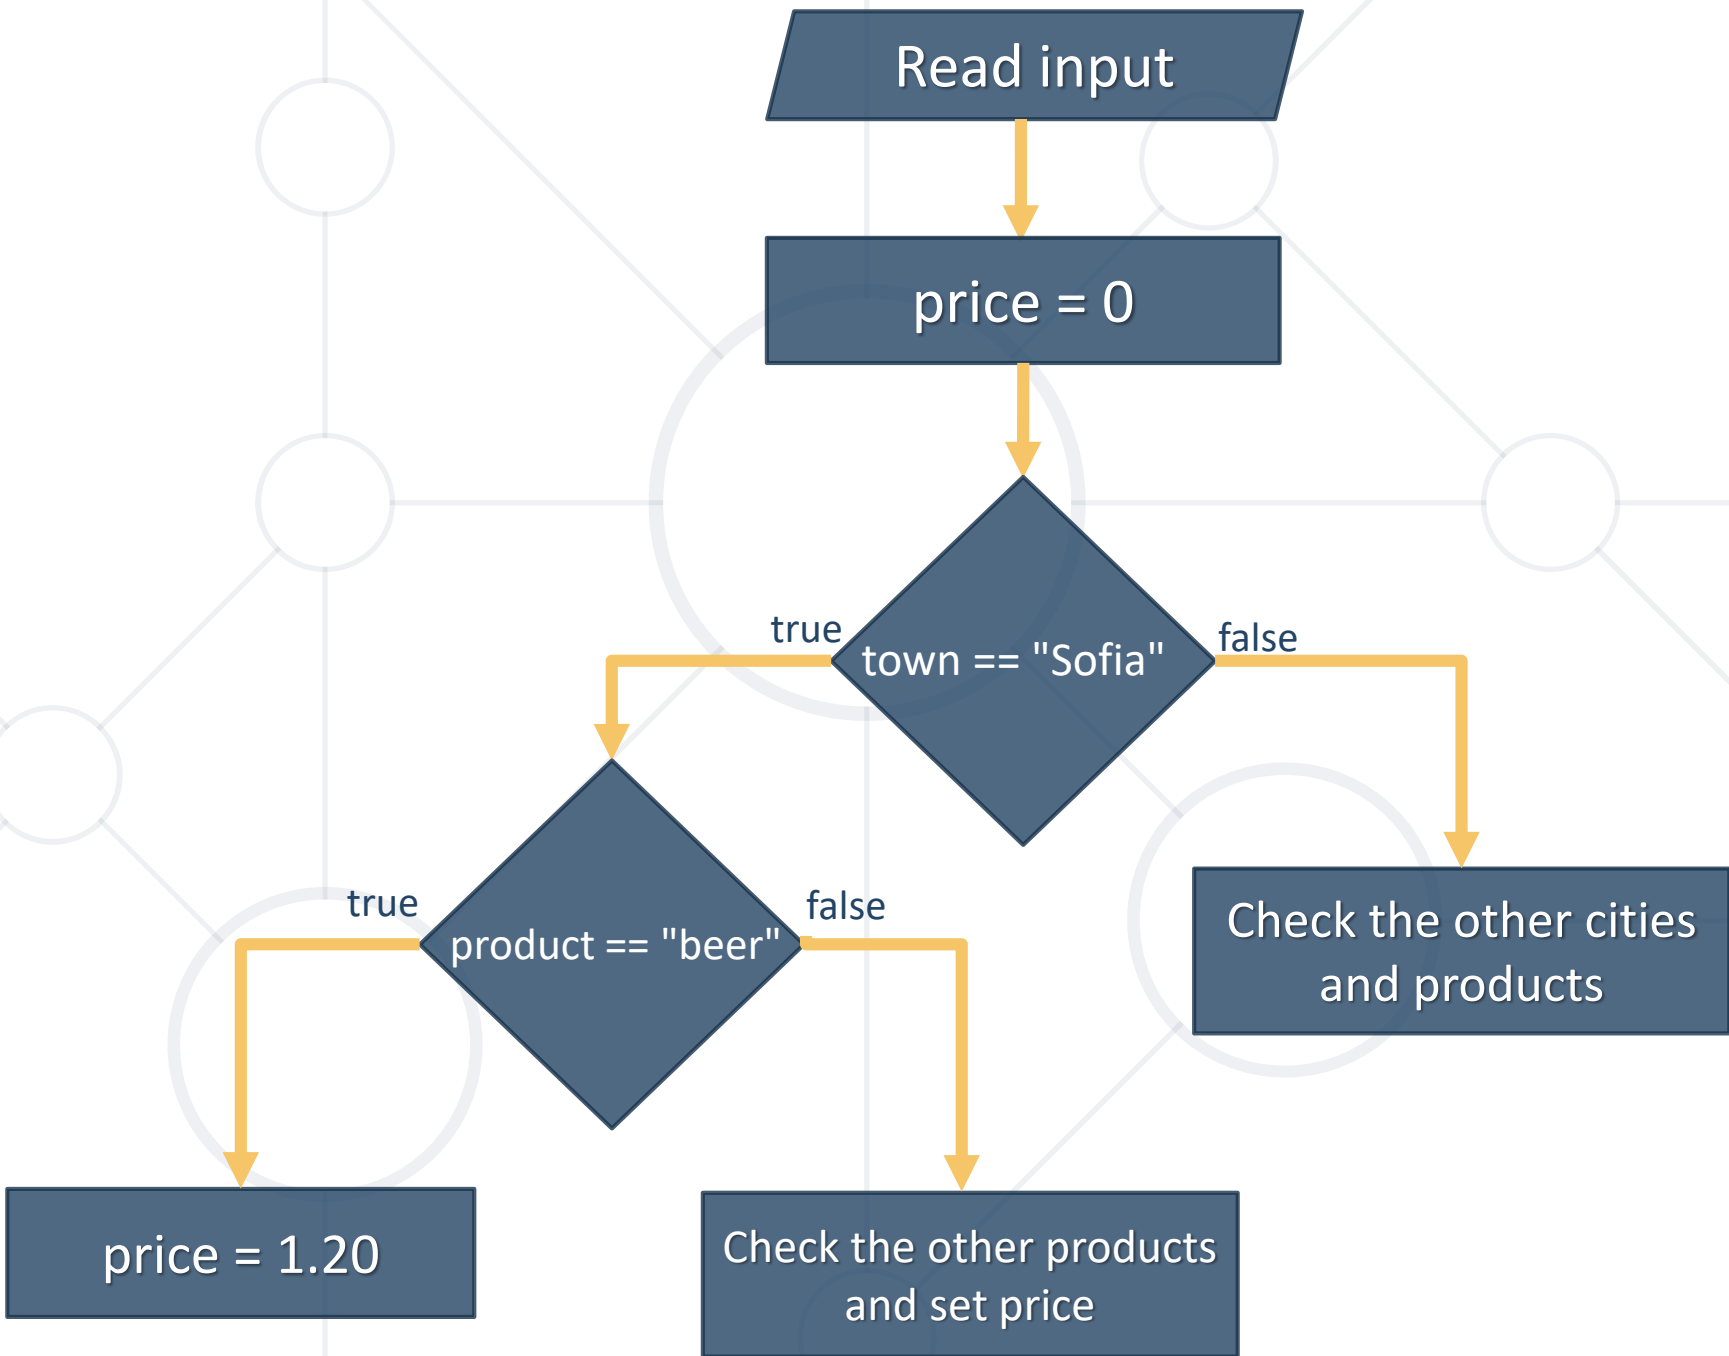 Read input
price = 0
true
town == "Sofia"
false
true
product == "beer"
false
Check the other cities
and products
price = 1.20
Check the other products
and set price